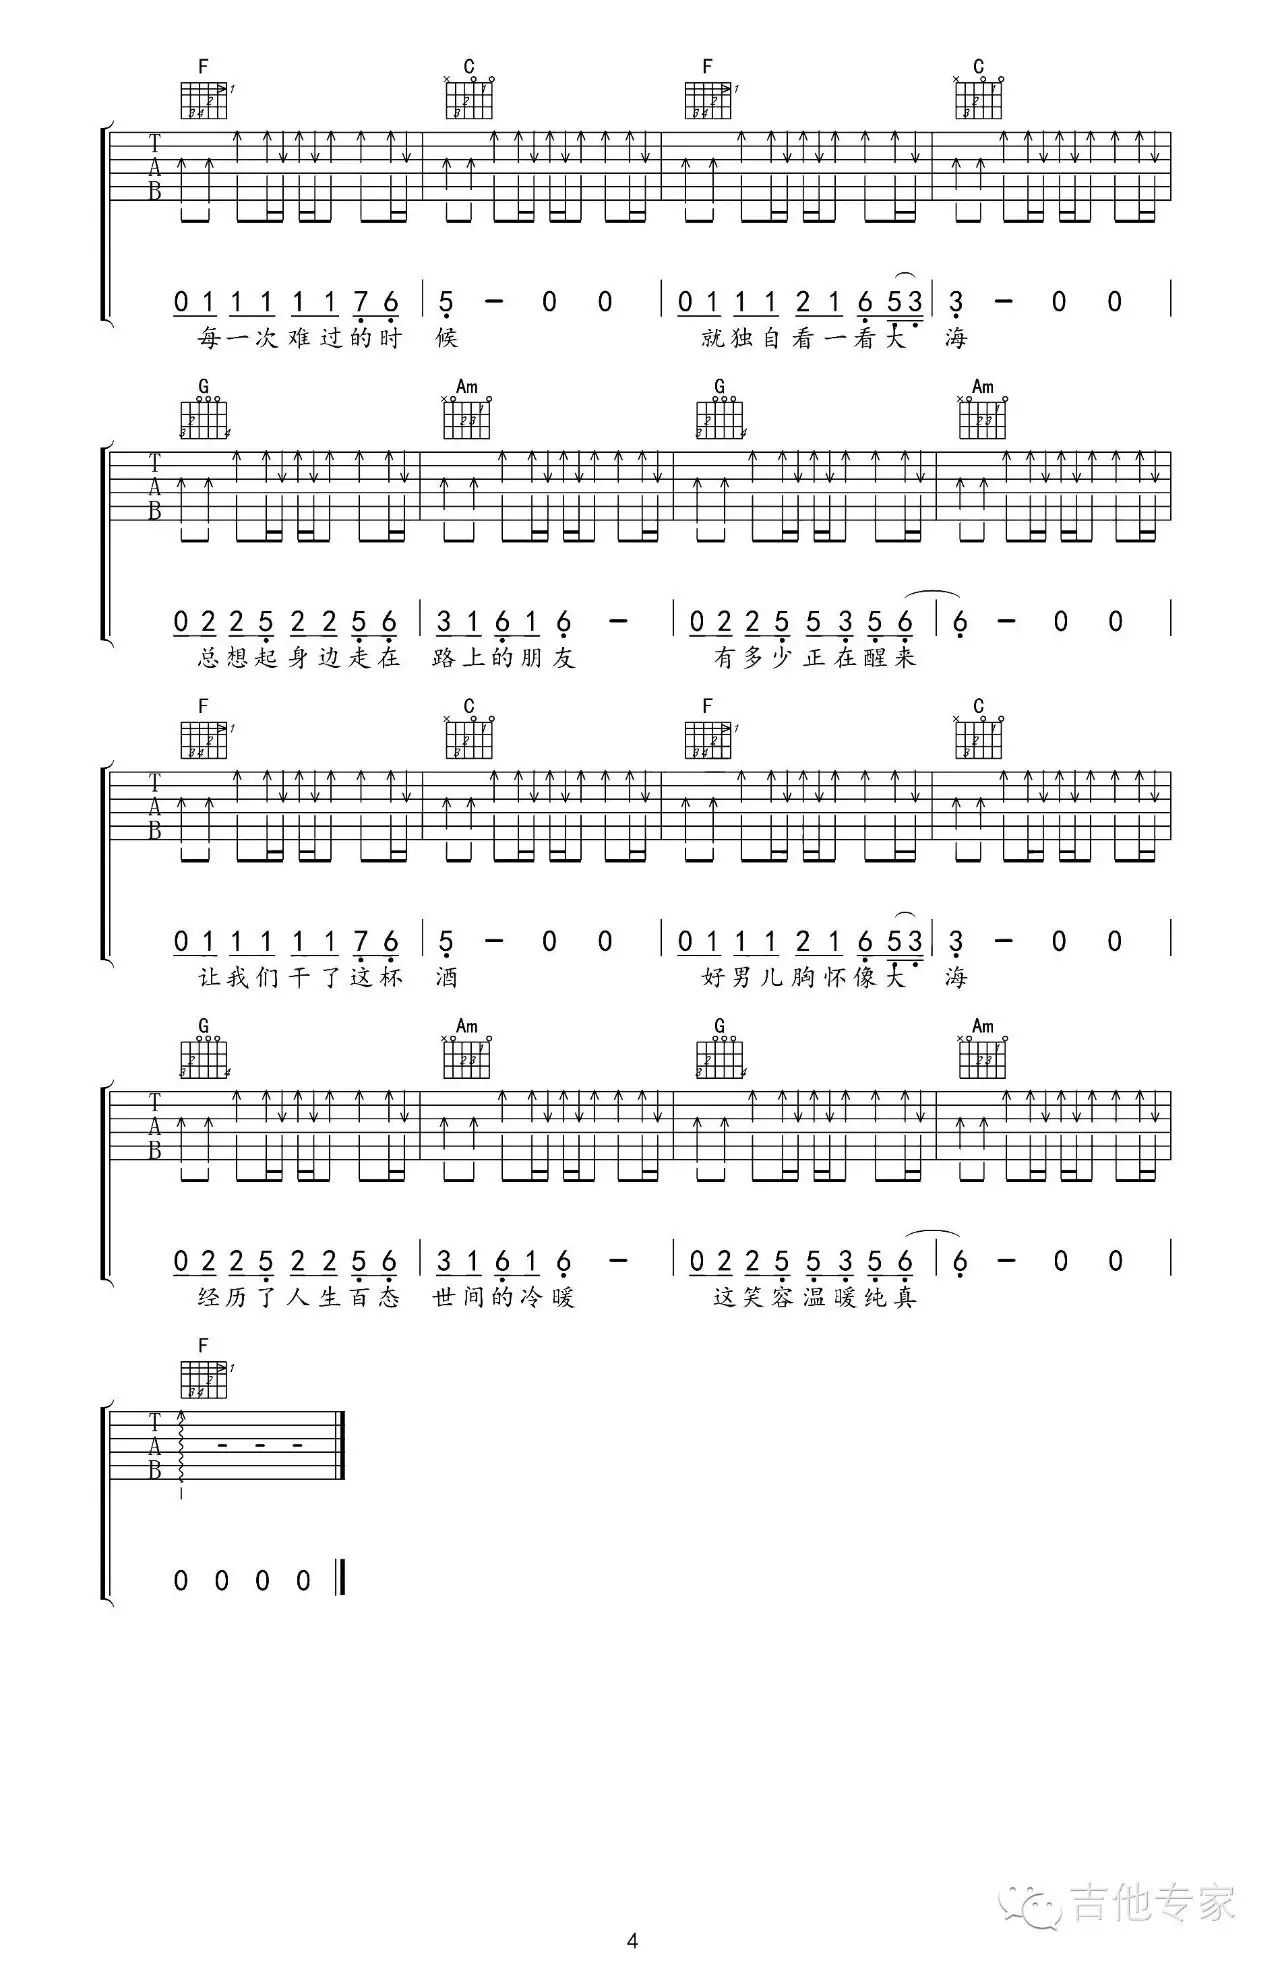 F C F C
T
A
B
0 1 1 1 1 1 7 6 5 - 0 0 0 1 1 1 2 1 6 5 3 3 - 0 0
每一次难过的时 候 就独自看一看大 海
G Am G Am
T
A
B
0 2 2 5 2 2 5 6 3 1 6 1 6 - 0 2 2 5 5 3 5 6 6 - 0 0
总想起身边走在 路上的朋友 有多少正在醒来
F C F C
T
A
B
0 1 1 1 1 1 7 6 5 - 0 0 0 1 1 1 2 1 6 5 3 3 - 0 0
让我们干了这杯 酒 好男儿胸怀像大 海
G Am G Am
T
A
B
0 2 2 5 2 2 5 6 3 1 6 1 6 - 0 2 2 5 5 3 5 6 6 - 0 0
经历了人生百态 世间的冷暖 这笑容温暖纯真
F
T
A
B
0 0 0 0
吉他专家
4